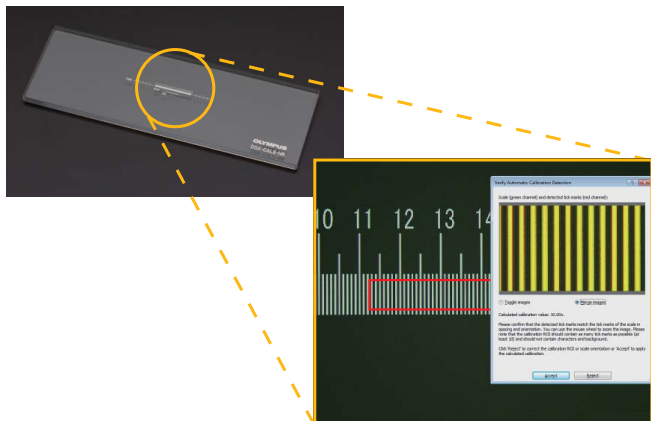 OLYMPUS
10 11 12 13 14
Verify Automatic Calibration Detection
Scale (green channel) and detected tick marks (red channel):
Toggle images
Merge images
Calculated calibration value: 10.00x.
Please confirm that the detected tick marks match the tick marks of the scale in
spacing and orientation. You can use the mouse wheel to zoom the image. Please
note that the calibration ROI should contain as many tick marks as possible (at
least 10) and should not contain characters and background.
Click 'Reject' to correct the calibration ROI or scale orientation or 'Accept' to apply
the calculated calibration.
Accept
Reject